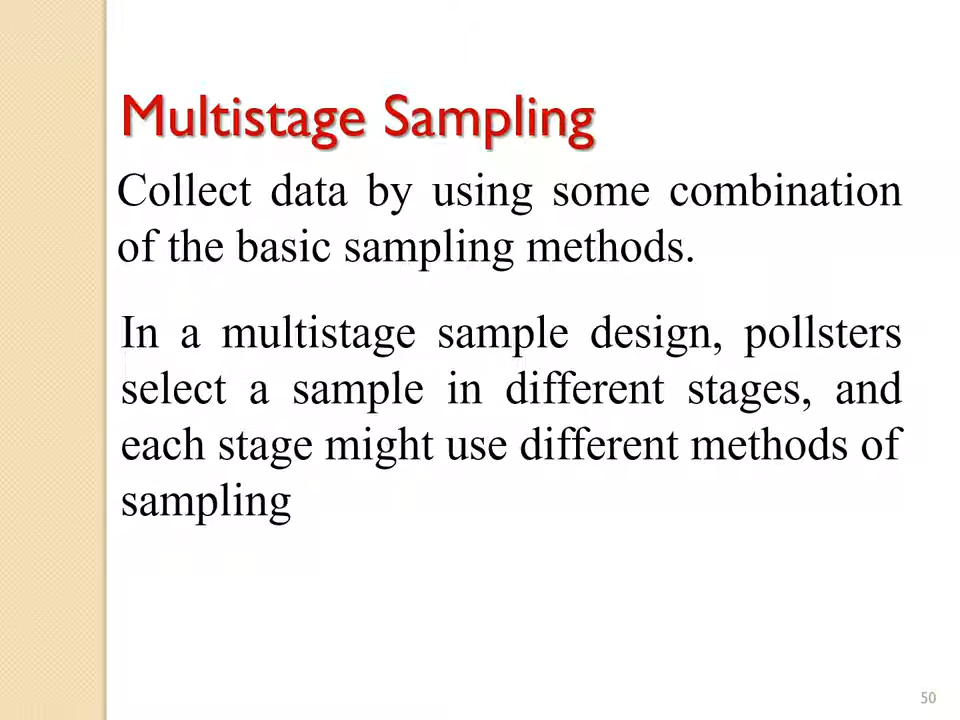 Multistage Sampling
Collect data by using some combination
of the basic sampling methods.
In a multistage sample design, pollsters
select a sample in different stages, and
each stage might use different methods of
sampling
50